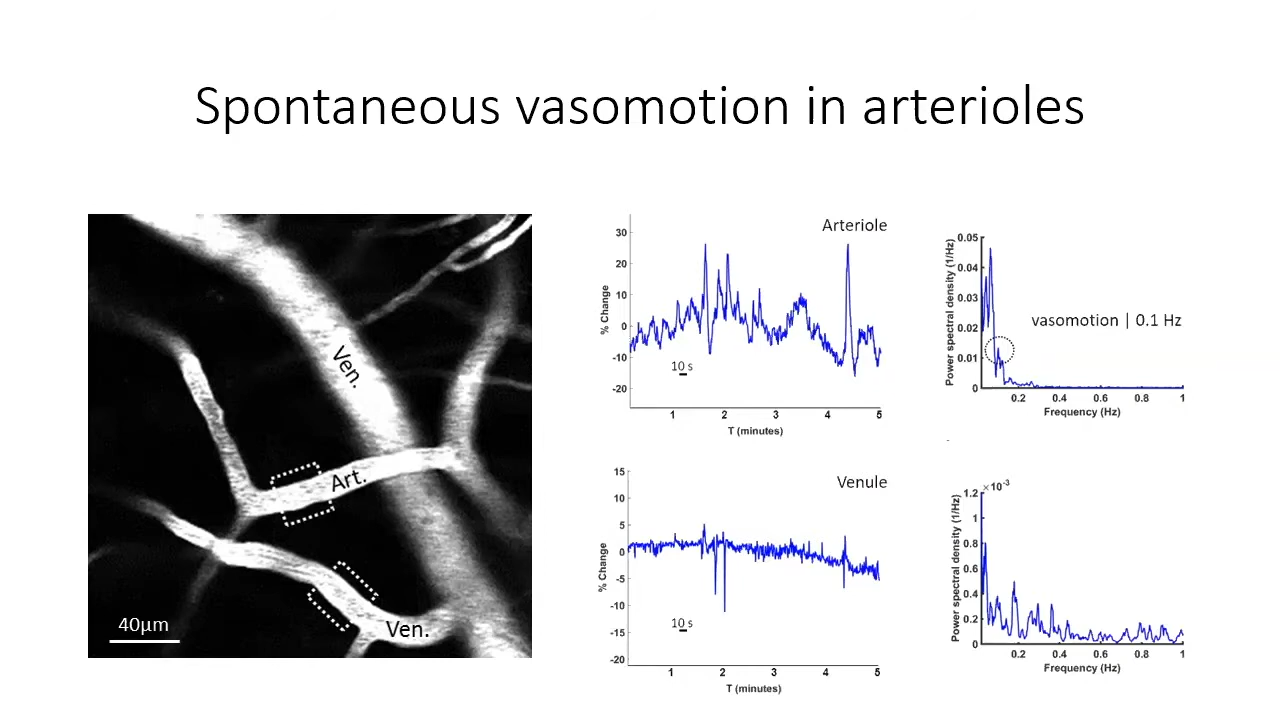 Spontaneous vasomotion in arterioles
Ven.
Art.
Ven.
40µm
Arteriole
% Change
30
20
10
0
-10
-20
10 s
1 2 3 4 5
T (minutes)
Power spectral density (1/Hz)
0.05
0.04
0.03
0.02
0.01
0
vasomotion | 0.1 Hz
0.2 0.4 0.6 0.8 1
Frequency (Hz)
Venule
% Change
15
10
5
0
-5
-10
-15
-20
10 s
1 2 3 4 5
T (minutes)
Power spectral density (1/Hz)
×10⁻³
1.2
1
0.8
0.6
0.4
0.2
0
0.2 0.4 0.6 0.8 1
Frequency (Hz)